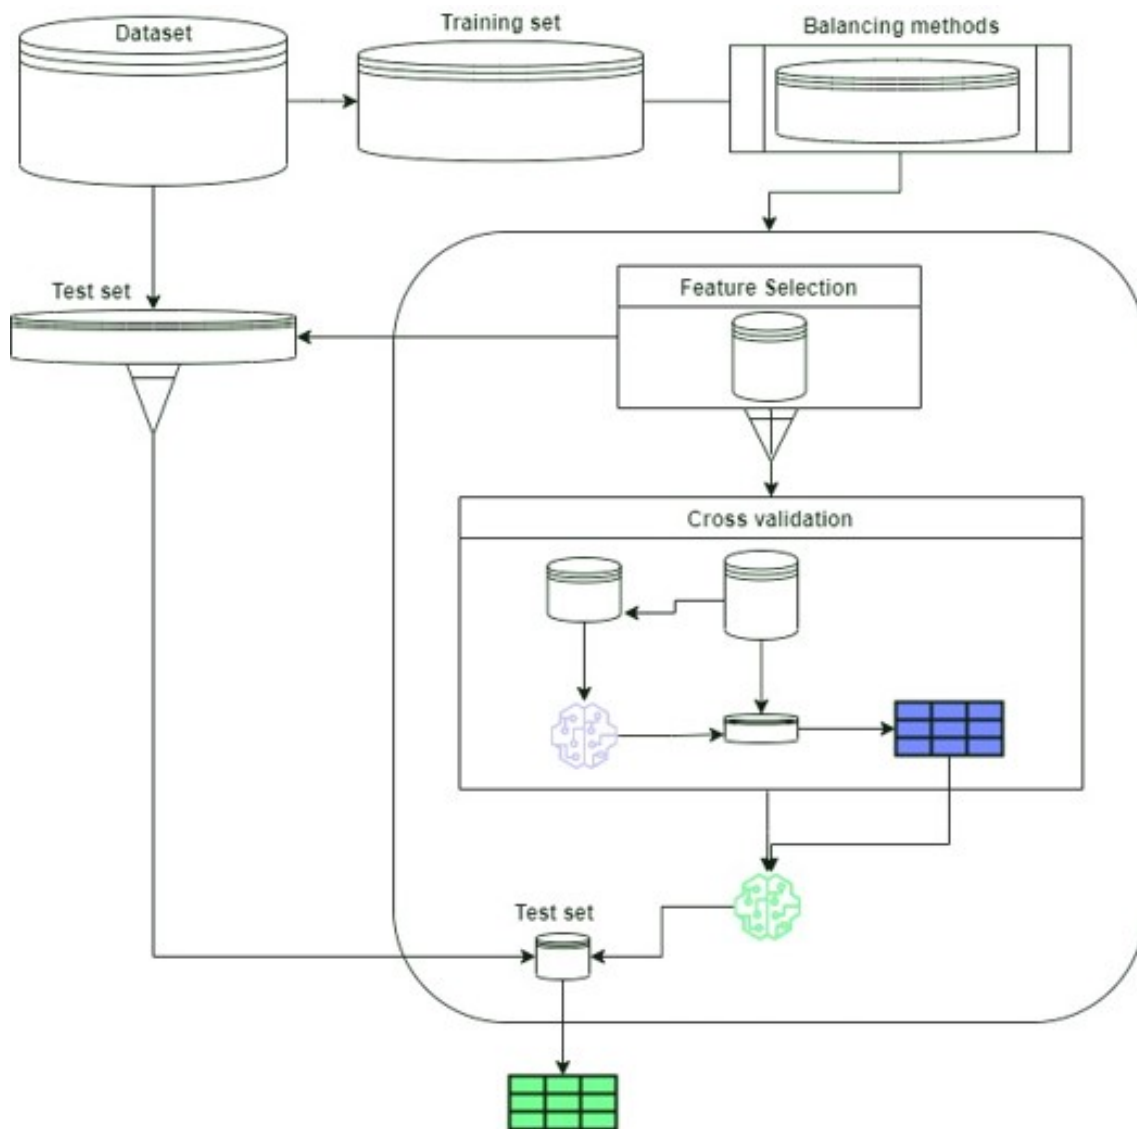 Dataset
Training set
Balancing methods
Test set
Feature Selection
Cross validation
Test set